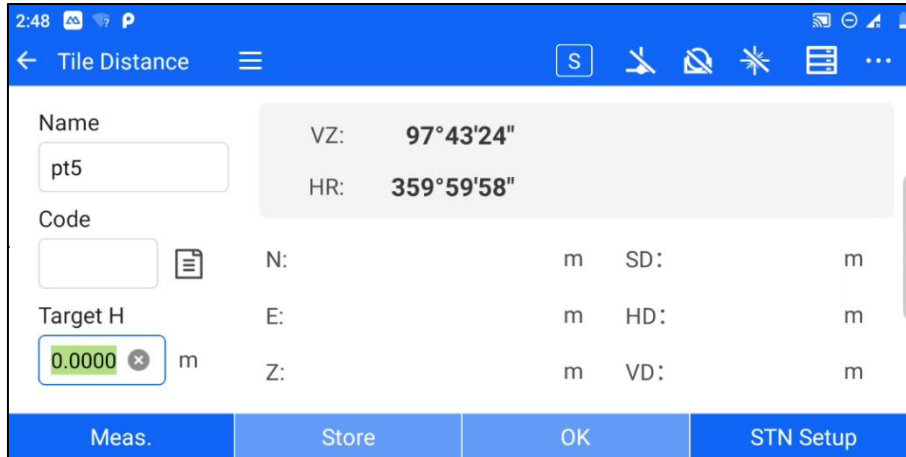 2:48
Tile Distance
S
Name
pt5
VZ: 97°43'24"
HR: 359°59'58"
Code
N: m SD: m
Target H
E: m HD: m
0.0000 m
Z: m VD: m
Meas. Store OK STN Setup